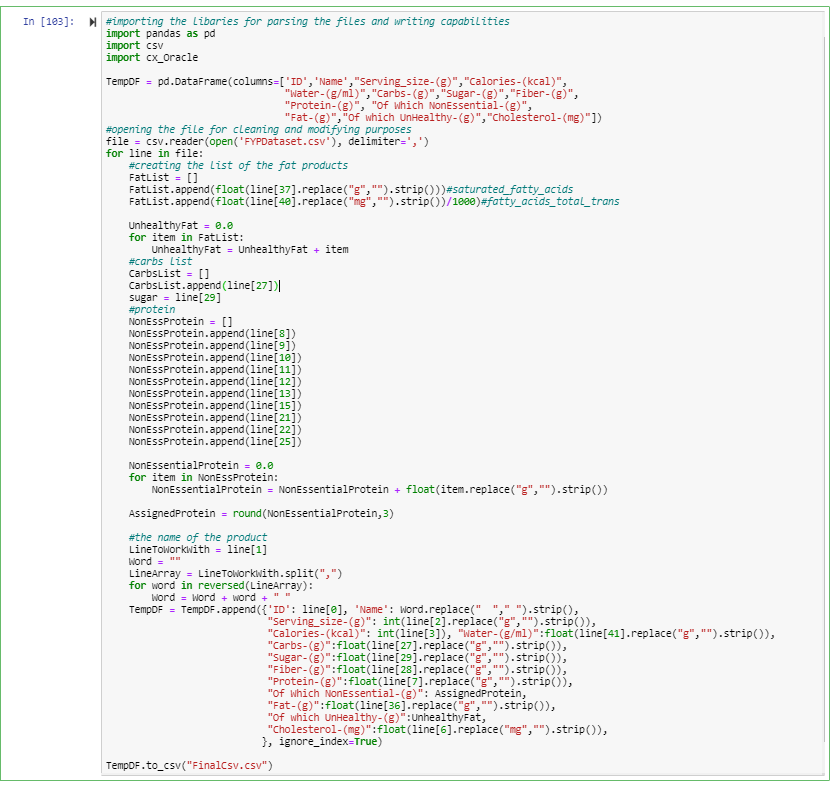 In [103]:
#importing the libaries for parsing the files and writing capabilities
import pandas as pd
import csv
import cx_Oracle
TempDF = pd.DataFrame(columns=['ID','Name',"Serving_size-(g)","Calories-(kcal)",
"Water-(g/ml)","Carbs-(g)","Sugar-(g)","Fiber-(g)",
"Protein-(g)", "Of Which NonEssential-(g)",
"Fat-(g)","Of which UnHealthy-(g)","Cholesterol-(mg)"])
#opening the file for cleaning and modifying purposes
file = csv.reader(open('FYPDataset.csv'), delimiter=',')
for line in file:
#creating the list of the fat products
FatList = []
FatList.append(float(line[37].replace("g","").strip()))#saturated_fatty_acids
FatList.append(float(line[40].replace("mg","").strip())/1000)#fatty_acids_total_trans
UnhealthyFat = 0.0
for item in FatList:
UnhealthyFat = UnhealthyFat + item
#carbs list
CarbsList = []
CarbsList.append(line[27])
sugar = line[29]
#protein
NonEssProtein = []
NonEssProtein.append(line[8])
NonEssProtein.append(line[9])
NonEssProtein.append(line[10])
NonEssProtein.append(line[11])
NonEssProtein.append(line[12])
NonEssProtein.append(line[13])
NonEssProtein.append(line[15])
NonEssProtein.append(line[21])
NonEssProtein.append(line[22])
NonEssProtein.append(line[25])
NonEssentialProtein = 0.0
for item in NonEssProtein:
NonEssentialProtein = NonEssentialProtein + float(item.replace("g","").strip())
AssignedProtein = round(NonEssentialProtein,3)
#the name of the product
LineToWorkWith = line[1]
Word = ""
LineArray = LineToWorkWith.split(",")
for word in reversed(LineArray):
Word = Word + word + " "
TempDF = TempDF.append({'ID': line[0], 'Name': Word.replace("  "," ").strip(),
"Serving_size-(g)": int(line[2].replace("g","").strip()),
"Calories-(kcal)": int(line[3]), "Water-(g/ml)":float(line[41].replace("g","").strip()),
"Carbs-(g)":float(line[27].replace("g","").strip()),
"Sugar-(g)":float(line[29].replace("g","").strip()),
"Fiber-(g)":float(line[28].replace("g","").strip()),
"Protein-(g)":float(line[7].replace("g","").strip()),
"Of Which NonEssential-(g)": AssignedProtein,
"Fat-(g)":float(line[36].replace("g","").strip()),
"Of which UnHealthy-(g)":UnhealthyFat,
"Cholesterol-(mg)":float(line[6].replace("mg","").strip()),
}, ignore_index=True)
TempDF.to_csv("FinalCsv.csv")